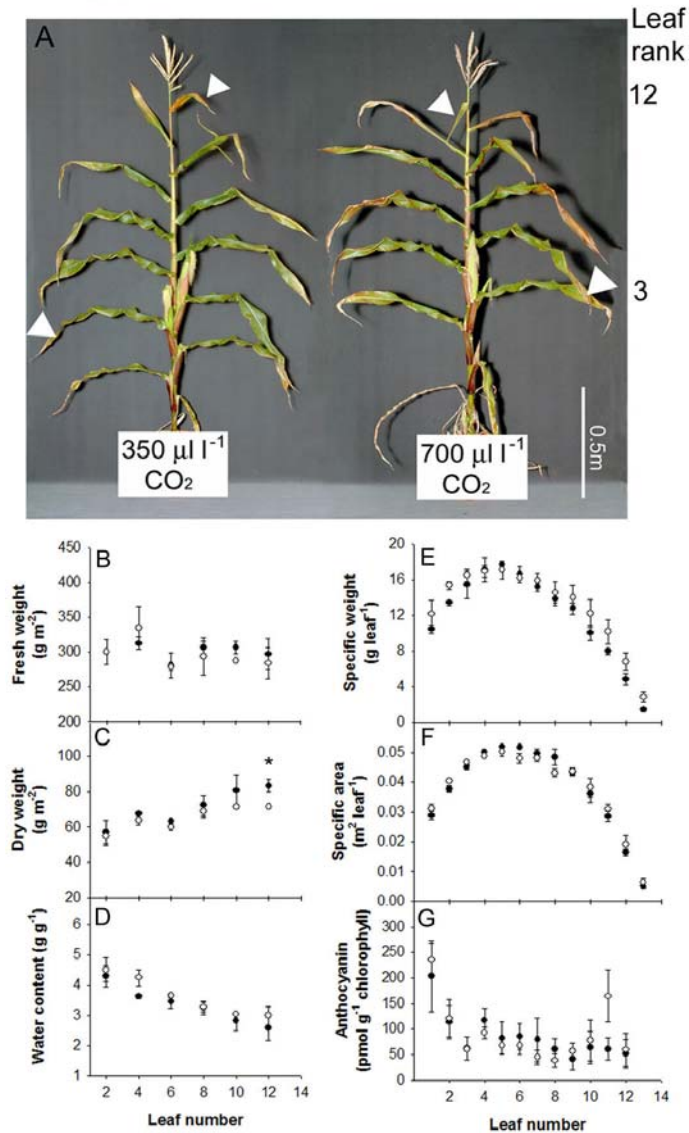 A
Leaf
rank
12
3
350 µl l⁻¹
CO₂
700 µl l⁻¹
CO₂
0.5m
B
Fresh weight
(g m⁻²)
450
400
350
300
250
200
C
Dry weight
(g m⁻²)
100
80
60
40
20
*
D
Water content (g g⁻¹)
6
5
4
3
2
1
2 4 6 8 10 12 14
Leaf number
E
Specific weight
(g leaf⁻¹)
20
16
12
8
4
0
F
Specific area
(m² leaf⁻¹)
0.05
0.04
0.03
0.02
0.01
0.00
G
Anthocyanin
(pmol g⁻¹ chlorophyll)
300
250
200
150
100
50
0
2 4 6 8 10 12 14
Leaf number